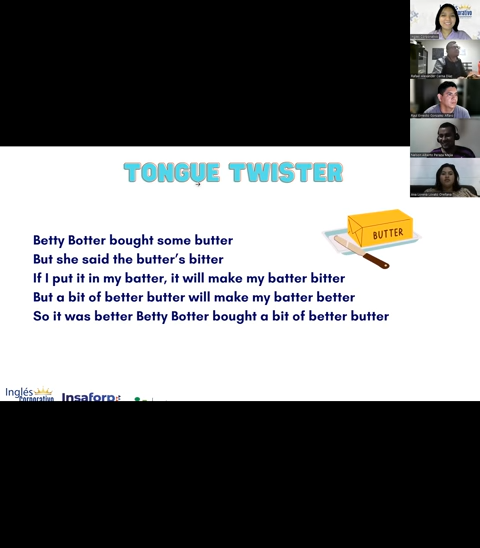 TONGUE TWISTER
Betty Botter bought some butter
But she said the butter's bitter
If I put it in my batter, it will make my batter bitter
But a bit of better butter will make my batter better
So it was better Betty Botter bought a bit of better butter
BUTTER
Inglés
corporativo
Insaforp